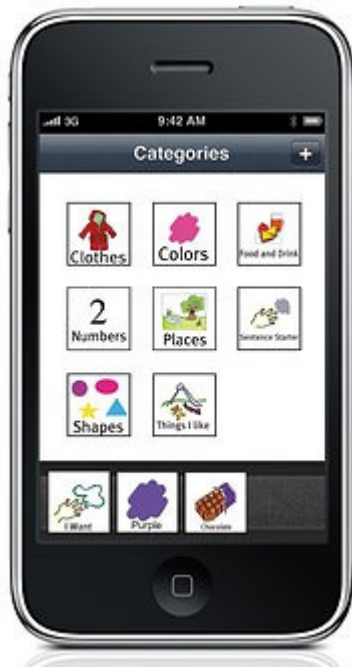 3G 9:42 AM
Categories +
Clothes Colors Food and Drink
2
Numbers Places Sentence Starter
Shapes Things I like
I Want Purple Chocolate